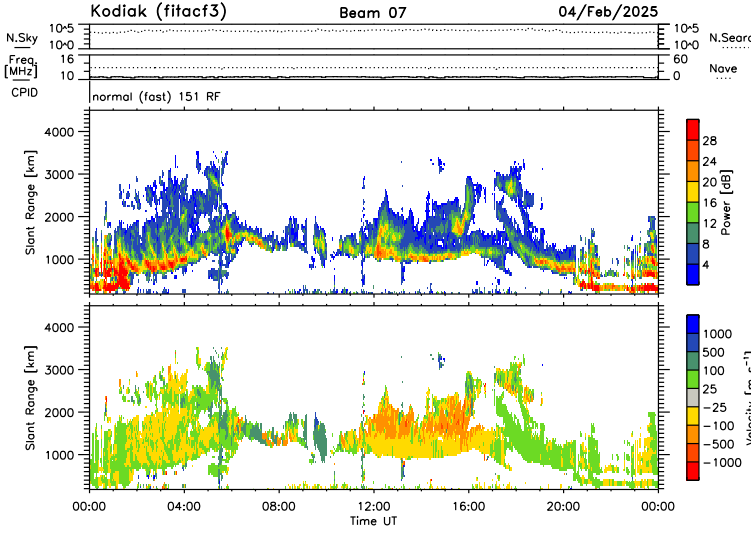 Kodiak (fitacf3) Beam 07 04/Feb/2025
N.Sky 10^5 10^0 10^5 10^0 N.Sear
Freq. [MHz] 16 10 60 0 Nave
CPID normal (fast) 151 RF
Slant Range [km]
4000
3000
2000
1000
28
24
20
16
12
8
4
Power [dB]
Slant Range [km]
4000
3000
2000
1000
1000
500
100
25
-25
-100
-500
-1000
Velocity [m s^-1]
00:00 04:00 08:00 12:00 16:00 20:00 00:00
Time UT